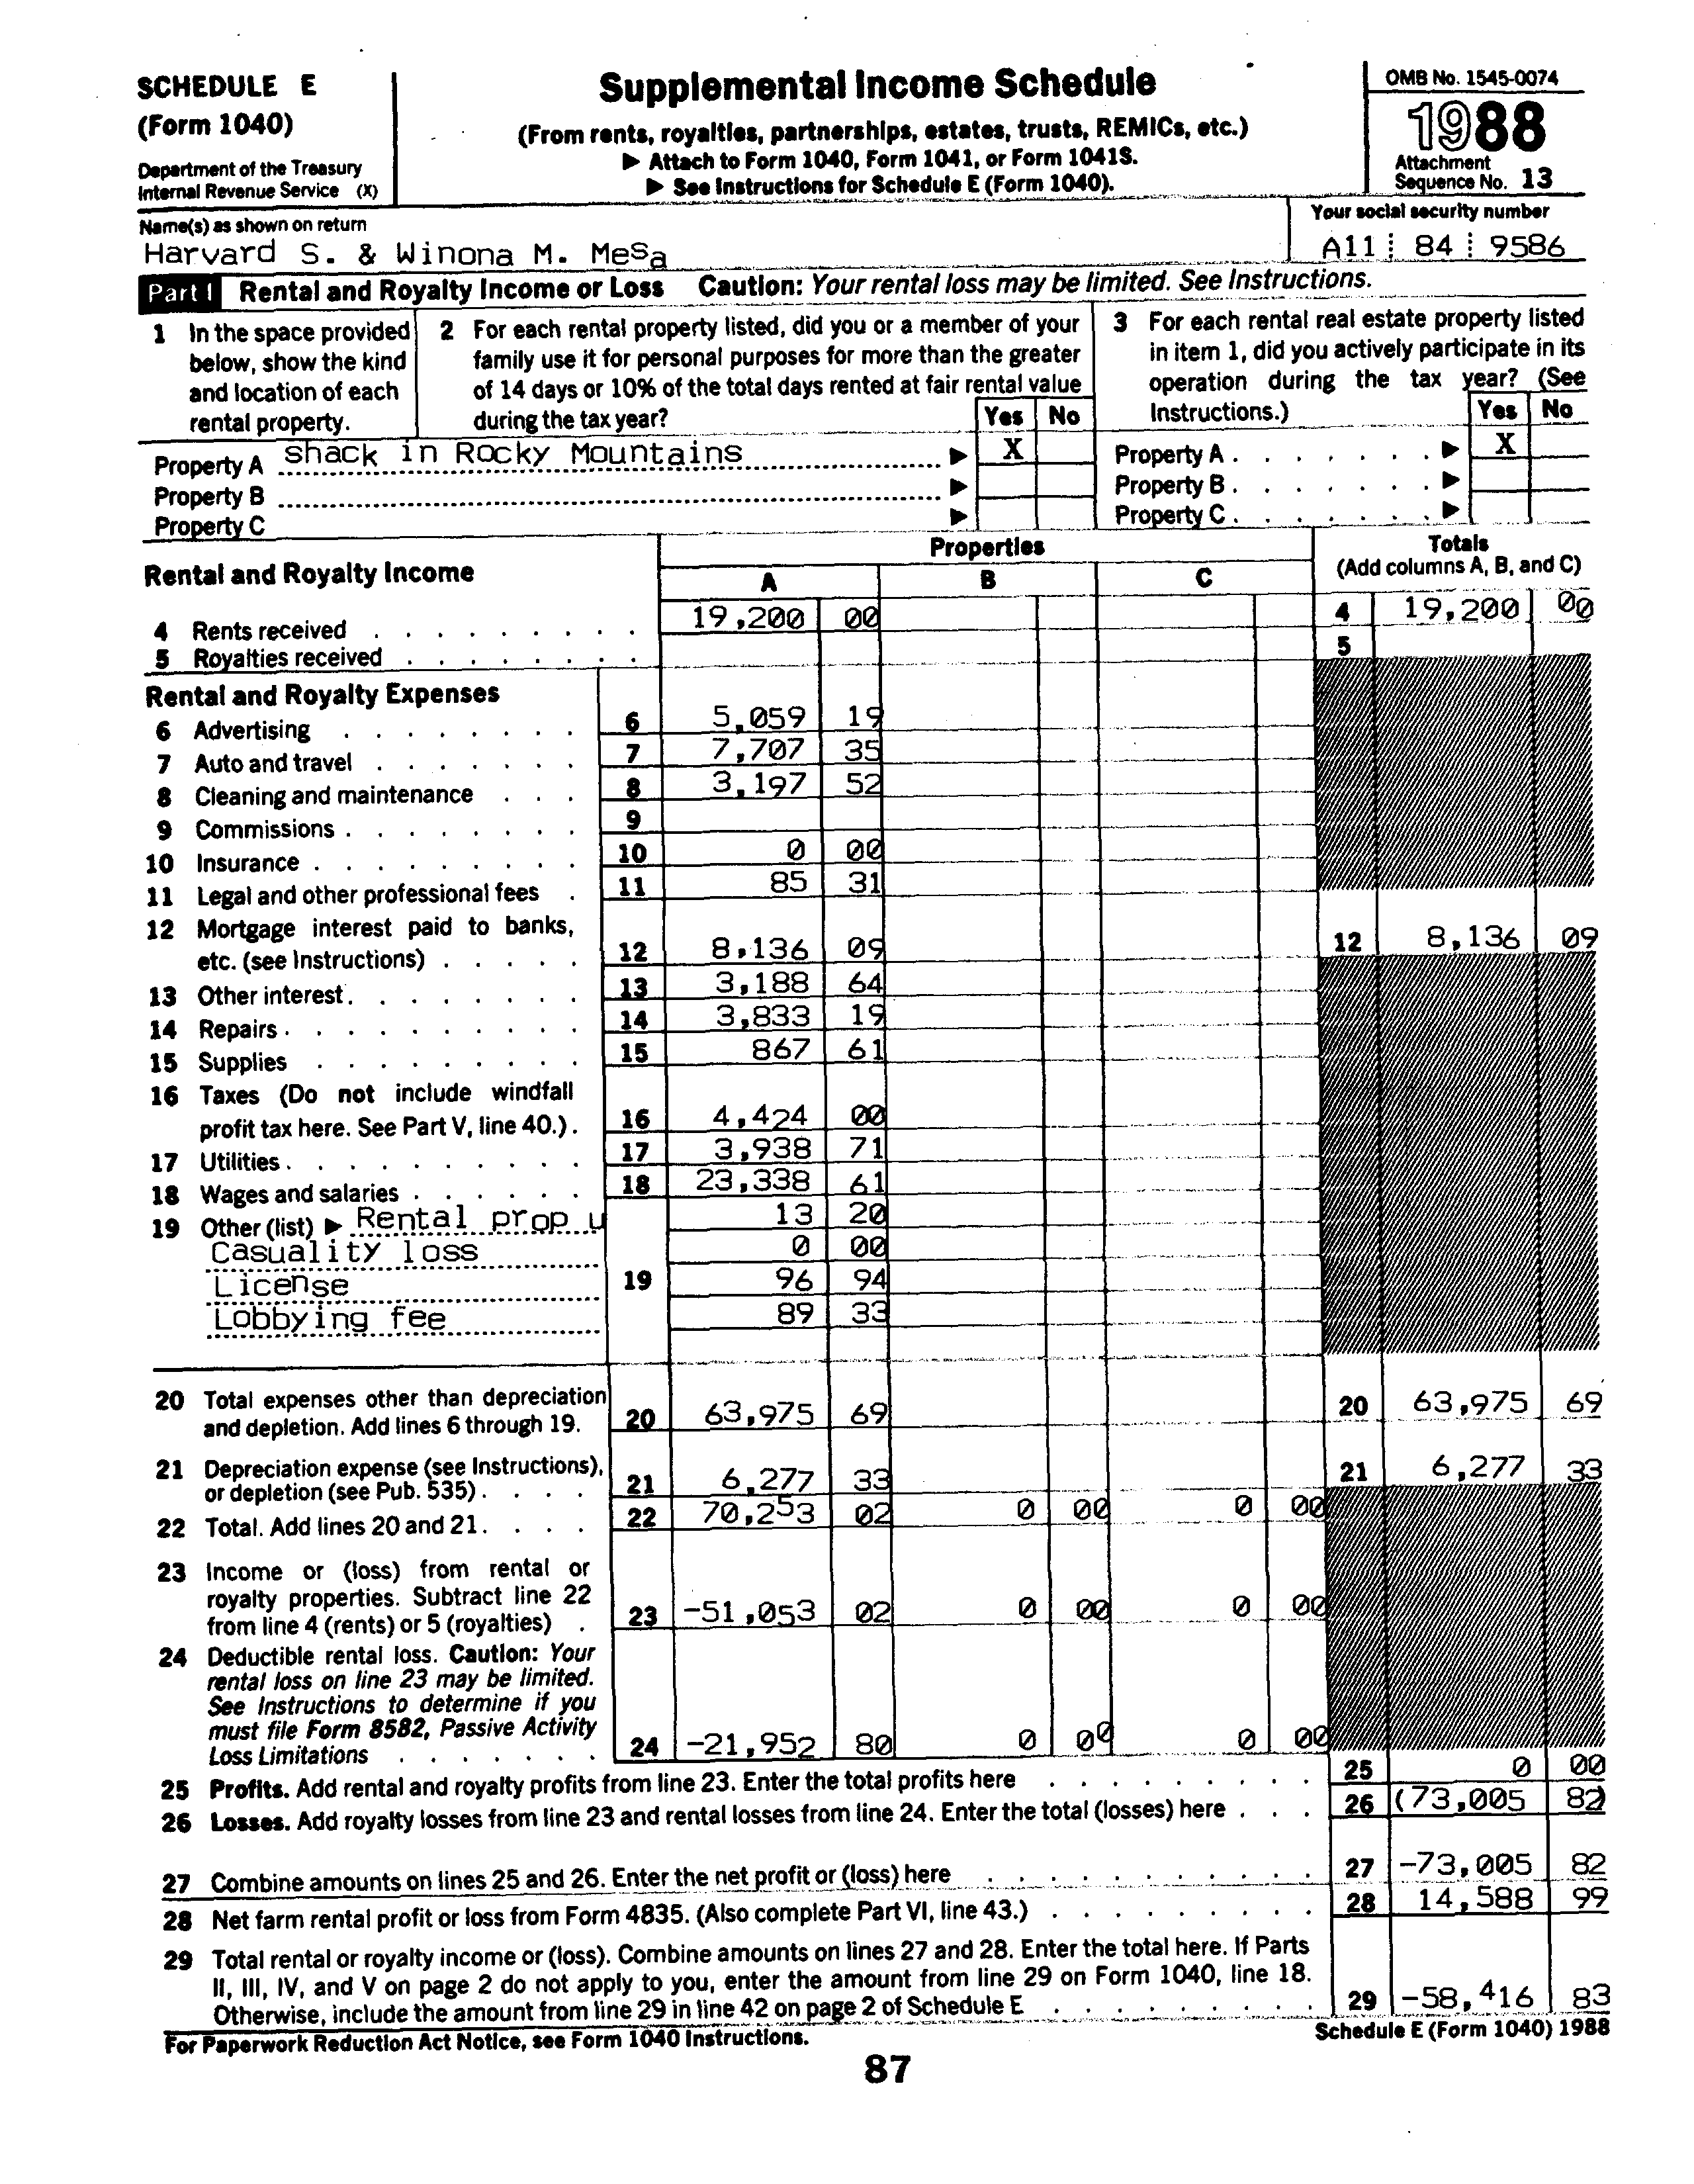 SCHEDULE E
(Form 1040)
Department of the Treasury
Internal Revenue Service (X)
Supplemental Income Schedule
(From rents, royalties, partnerships, estates, trusts, REMICs, etc.)
▶ Attach to Form 1040, Form 1041, or Form 1041S.
▶ See Instructions for Schedule E (Form 1040).
OMB No. 1545-0074
1988
Attachment
Sequence No. 13
Name(s) as shown on return
Harvard S. & Winona M. Mesa
Your social security number
A11 84 9586
Part I Rental and Royalty Income or Loss Caution: Your rental loss may be limited. See Instructions.
1 In the space provided
below, show the kind
and location of each
rental property.
2 For each rental property listed, did you or a member of your
family use it for personal purposes for more than the greater
of 14 days or 10% of the total days rented at fair rental value
during the tax year?
Yes No
3 For each rental real estate property listed
in item 1, did you actively participate in its
operation during the tax year? (See
Instructions.)
Yes No
Property A Shack in Rocky Mountains ▶ X Property A ▶ X
Property B ▶ Property B ▶
Property C ▶ Property C ▶
Rental and Royalty Income
Properties
A B C
Totals
(Add columns A, B, and C)
4 Rents received 19,200 00 4 19,200 00
5 Royalties received 5
Rental and Royalty Expenses
6 Advertising 6 5,059 19
7 Auto and travel 7 7,707 35
8 Cleaning and maintenance 8 3,197 52
9 Commissions 9
10 Insurance 10 0 00
11 Legal and other professional fees 11 85 31
12 Mortgage interest paid to banks,
etc. (see Instructions) 12 8,136 09 12 8,136 09
13 Other interest 13 3,188 64
14 Repairs 14 3,833 19
15 Supplies 15 867 61
16 Taxes (Do not include windfall
profit tax here. See Part V, line 40.) 16 4,424 00
17 Utilities 17 3,938 71
18 Wages and salaries 18 23,338 61
19 Other (list) ▶ Rental prop u 13 20
Casuality loss 0 00
License 19 96 94
Lobbying fee 89 33
20 Total expenses other than depreciation
and depletion. Add lines 6 through 19. 20 63,975 69 20 63,975 69
21 Depreciation expense (see Instructions),
or depletion (see Pub. 535) 21 6,277 33 21 6,277 33
22 Total. Add lines 20 and 21 22 70,253 02 0 00 0 00
23 Income or (loss) from rental or
royalty properties. Subtract line 22
from line 4 (rents) or 5 (royalties) 23 -51,053 02 0 00 0 00
24 Deductible rental loss. Caution: Your
rental loss on line 23 may be limited.
See Instructions to determine if you
must file Form 8582, Passive Activity
Loss Limitations 24 -21,952 80 0 00 0 00
25 Profits. Add rental and royalty profits from line 23. Enter the total profits here 25 0 00
26 Losses. Add royalty losses from line 23 and rental losses from line 24. Enter the total (losses) here 26 (73,005 82)
27 Combine amounts on lines 25 and 26. Enter the net profit or (loss) here 27 -73,005 82
28 Net farm rental profit or loss from Form 4835. (Also complete Part VI, line 43.) 28 14,588 99
29 Total rental or royalty income or (loss). Combine amounts on lines 27 and 28. Enter the total here. If Parts
II, III, IV, and V on page 2 do not apply to you, enter the amount from line 29 on Form 1040, line 18.
Otherwise, include the amount from line 29 in line 42 on page 2 of Schedule E 29 -58,416 83
For Paperwork Reduction Act Notice, see Form 1040 Instructions.
Schedule E (Form 1040) 1988
87